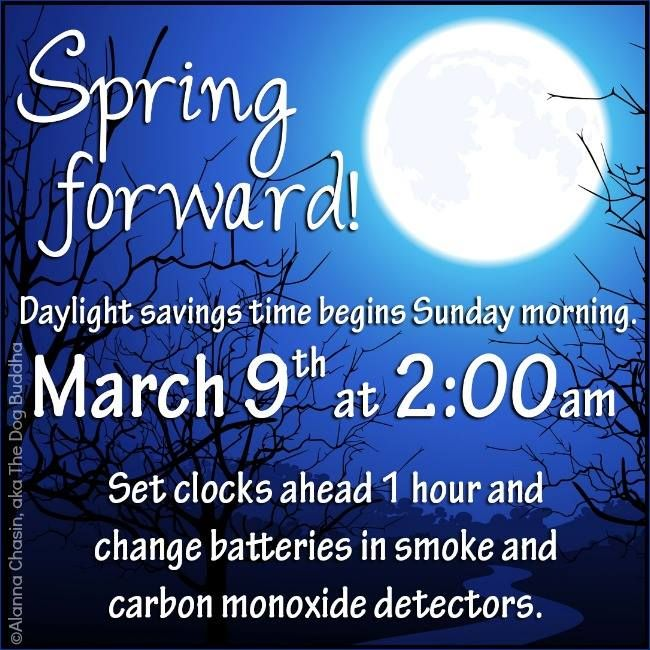 Spring
forward!
Daylight savings time begins Sunday morning.
March 9th at 2:00am
Set clocks ahead 1 hour and
change batteries in smoke and
carbon monoxide detectors.
©Alanna Chasin, aka The Dog Buddha